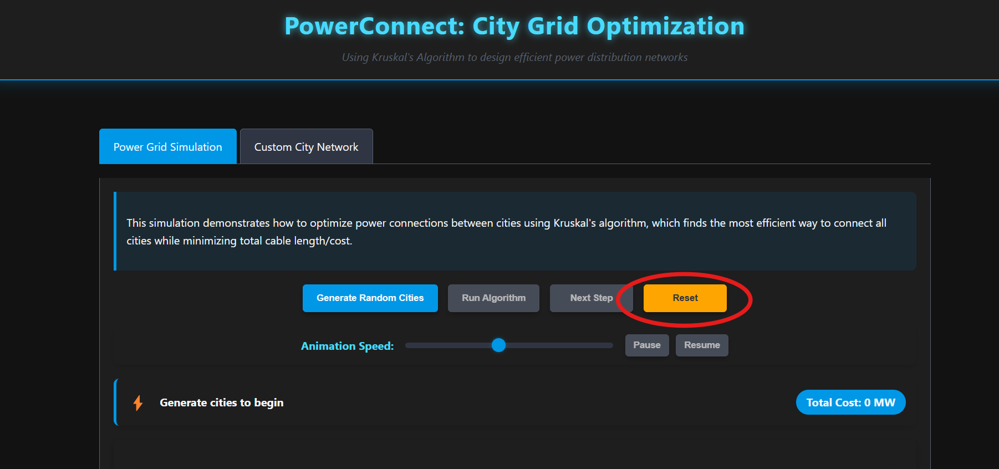 PowerConnect: City Grid Optimization
Using Kruskal's Algorithm to design efficient power distribution networks
Power Grid Simulation
Custom City Network
This simulation demonstrates how to optimize power connections between cities using Kruskal's algorithm, which finds the most efficient way to connect all
cities while minimizing total cable length/cost.
Generate Random Cities
Run Algorithm
Next Step
Reset
Animation Speed:
Pause
Resume
Generate cities to begin
Total Cost: 0 MW